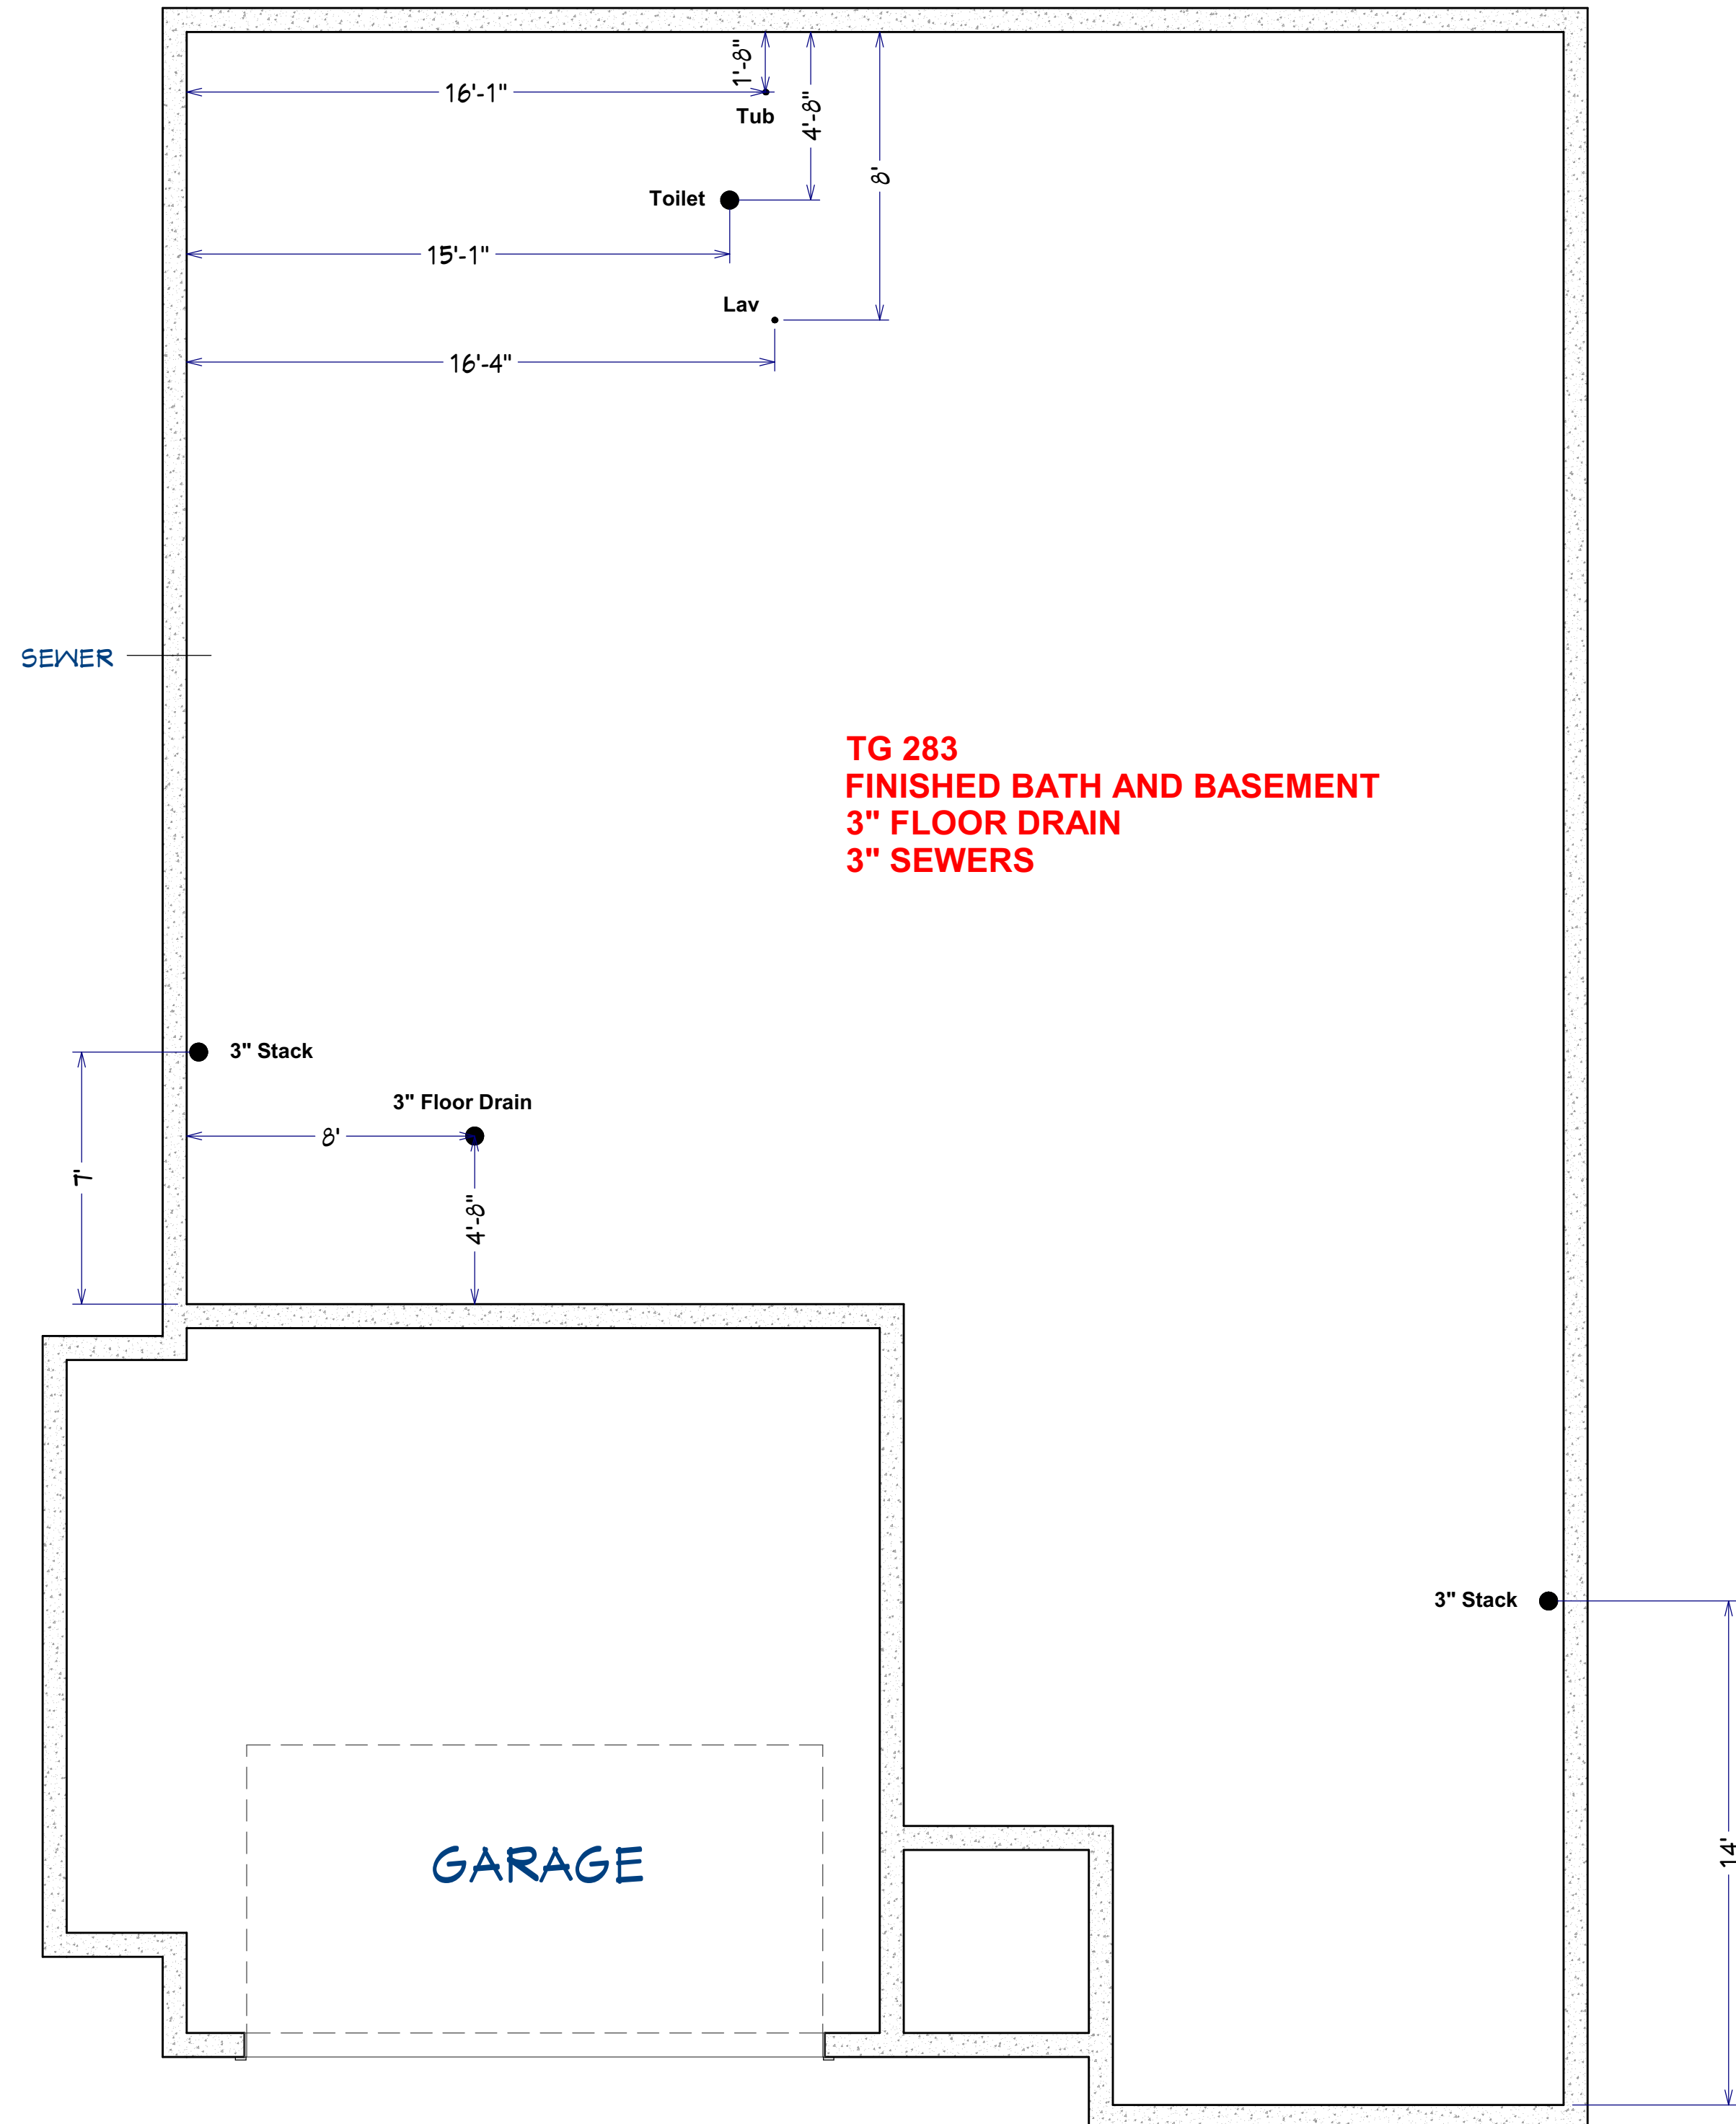 1'-8"
16'-1"
Tub
4'-8"
8'
Toilet
15'-1"
Lav
16'-4"
SEWER
TG 283
FINISHED BATH AND BASEMENT
3" FLOOR DRAIN
3" SEWERS
3" Stack
3" Floor Drain
8'
7'
4'-8"
3" Stack
14'
GARAGE